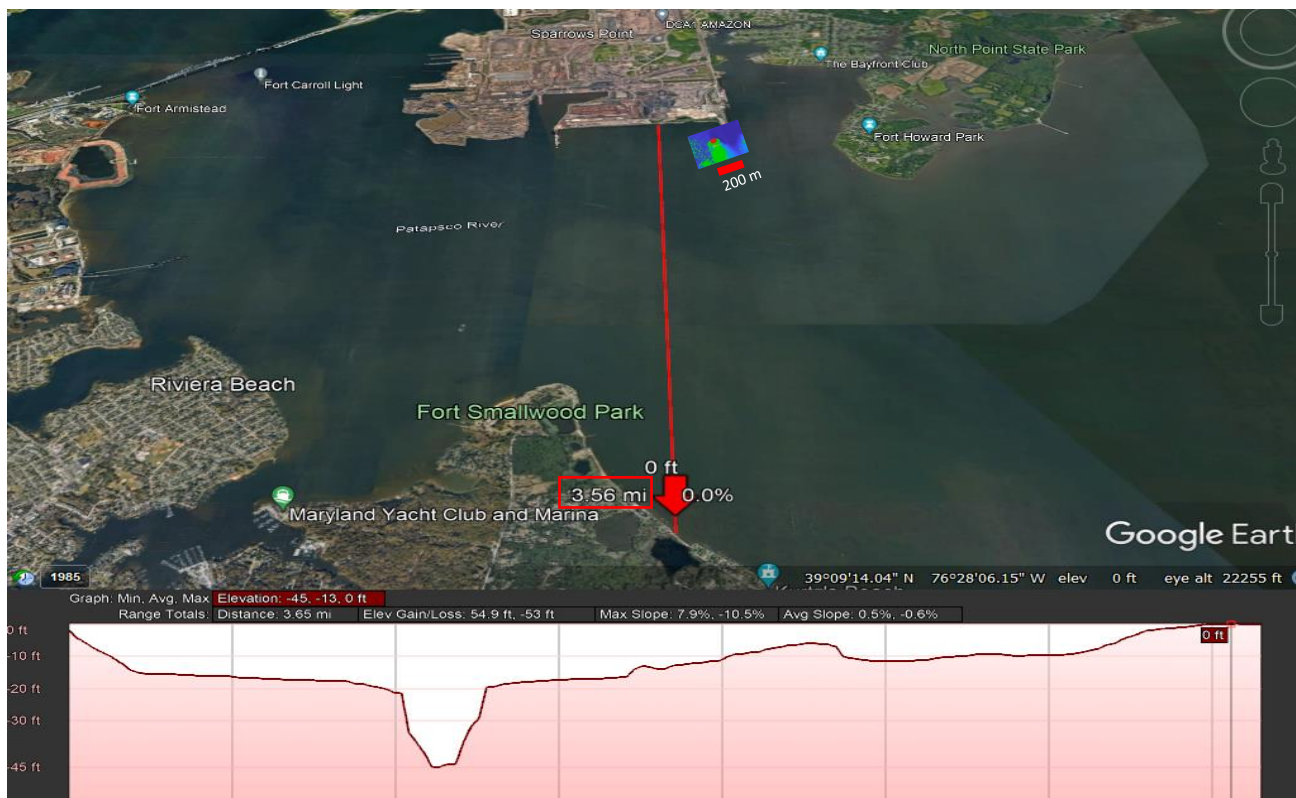 DCA1 AMAZON
Sparrows Point
North Point State Park
The Bayfront Club
Fort Carroll Light
Fort Armistead
Fort Howard Park
200 m
Patapsco River
Riviera Beach
Fort Smallwood Park
0 ft
3.56 mi 0.0%
Maryland Yacht Club and Marina
Google Eart
1985
39°09'14.04" N 76°28'06.15" W elev 0 ft eye alt 22255 ft
Graph: Min, Avg, Max Elevation: -45, -13, 0 ft
Range Totals: Distance: 3.65 mi Elev Gain/Loss: 54.9 ft, -53 ft Max Slope: 7.9%, -10.5% Avg Slope: 0.5%, -0.6%
0 ft
0 ft
-10 ft
-20 ft
-30 ft
-45 ft